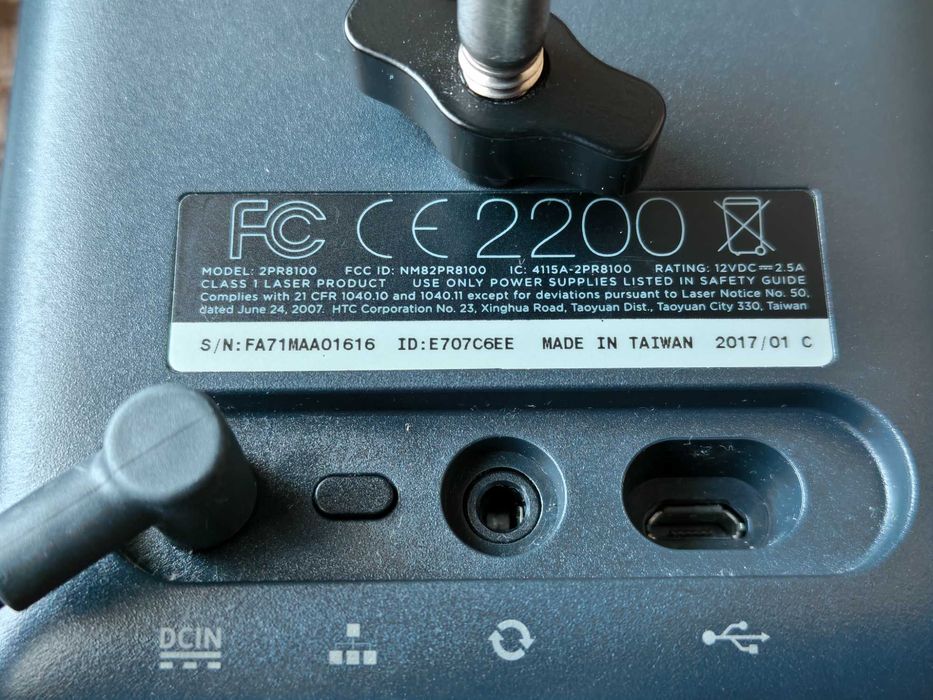 FC CE 2200
MODEL: 2PR8100 FCC ID: NM82PR8100 IC: 4115A-2PR8100 RATING: 12VDC⎓2.5A
CLASS 1 LASER PRODUCT USE ONLY POWER SUPPLIES LISTED IN SAFETY GUIDE
Complies with 21 CFR 1040.10 and 1040.11 except for deviations pursuant to Laser Notice No. 50,
dated June 24, 2007. HTC Corporation No. 23, Xinghua Road, Taoyuan Dist., Taoyuan City 330, Taiwan
S/N:FA71MAA01616 ID:E707C6EE MADE IN TAIWAN 2017/01 C
DCIN